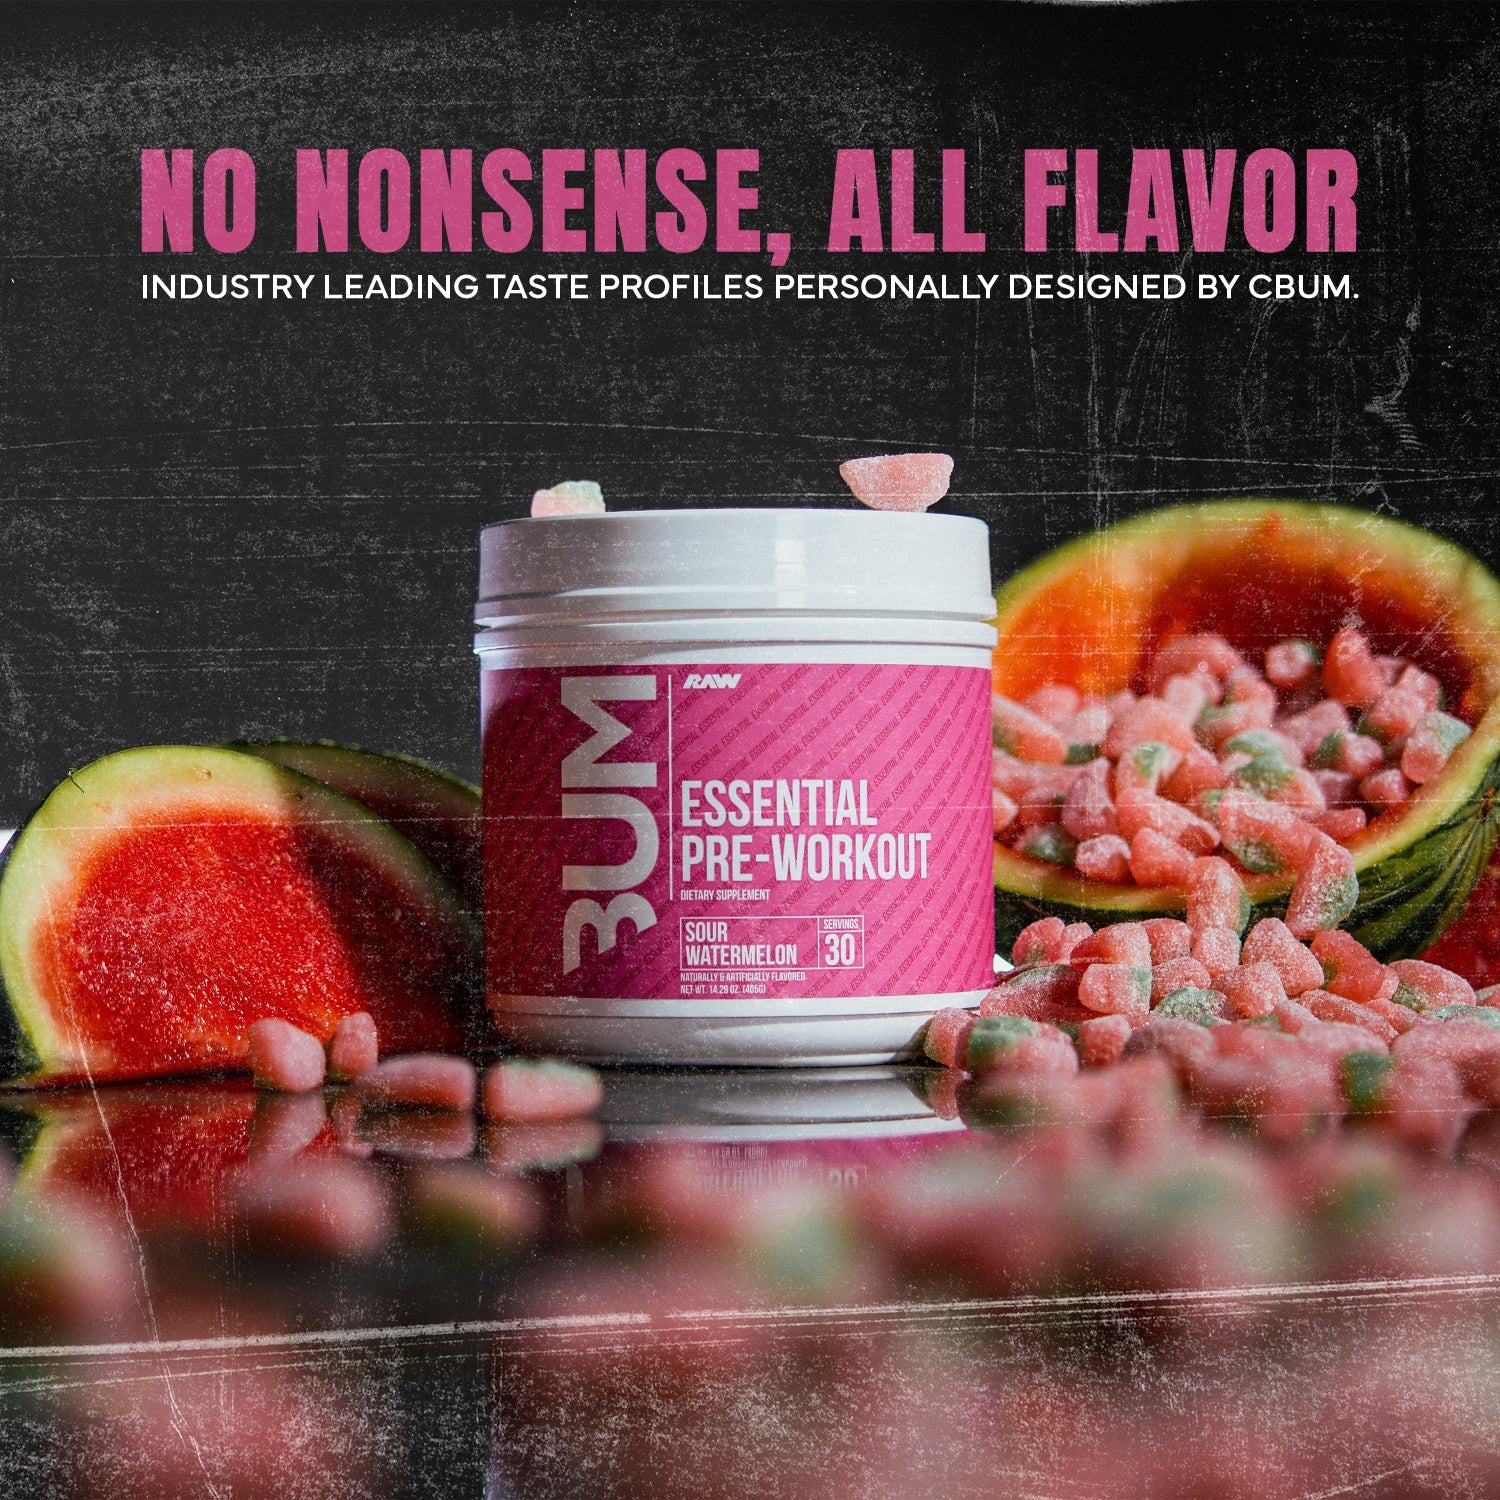 NO NONSENSE, ALL FLAVOR
INDUSTRY LEADING TASTE PROFILES PERSONALLY DESIGNED BY CBUM.
BUM
RAW
ESSENTIAL
PRE-WORKOUT
DIETARY SUPPLEMENT
SOUR
WATERMELON
SERVINGS
30
NATURALLY & ARTIFICIALLY FLAVORED
NET WT. 14.29 OZ. (405G)